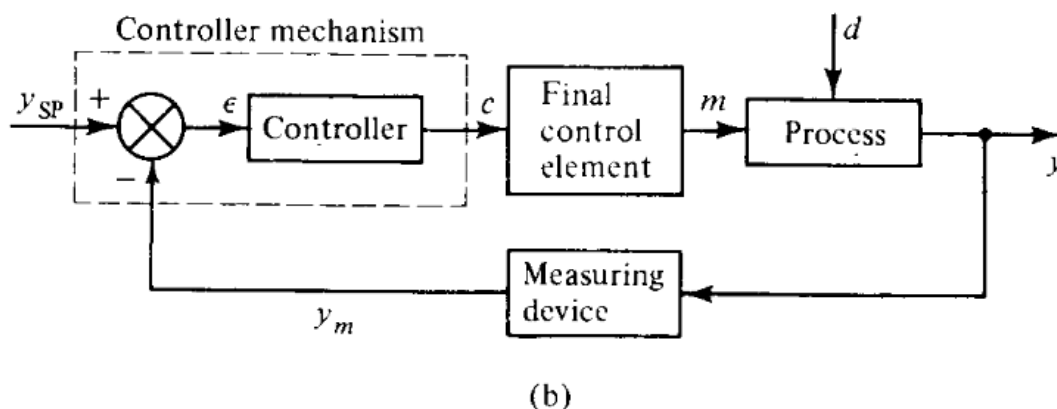 Controller mechanism
d
y_SP
+
ϵ
Controller
c
Final
control
element
m
Process
−
y
Measuring
device
y_m
(b)